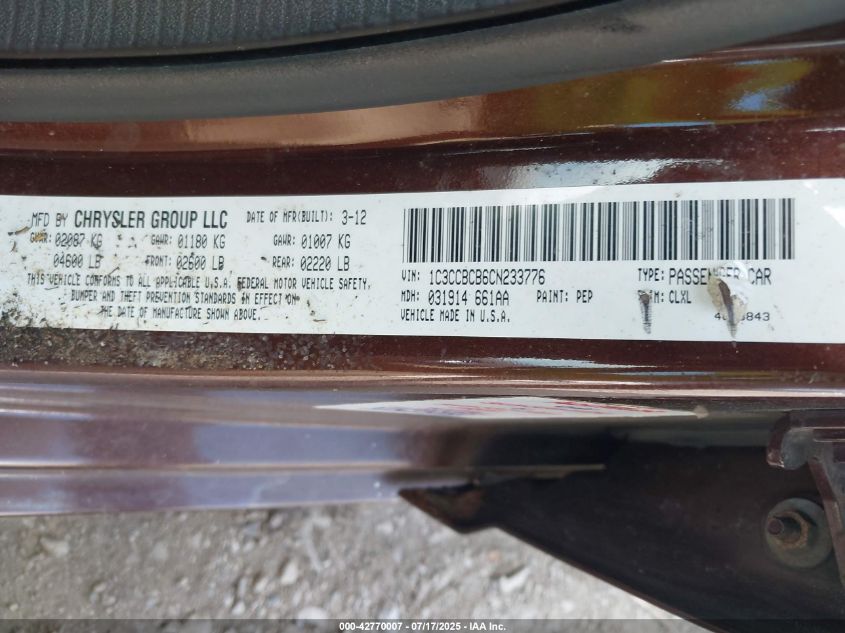 MFD BY CHRYSLER GROUP LLC DATE OF MFR(BUILT): 3-12
GVWR: 02087 KG GAWR: 01180 KG GAWR: 01007 KG
04600 LB FRONT: 02600 LB REAR: 02220 LB
THIS VEHICLE CONFORMS TO ALL APPLICABLE U.S.A. FEDERAL MOTOR VEHICLE SAFETY,
BUMPER AND THEFT PREVENTION STANDARDS IN EFFECT ON
THE DATE OF MANUFACTURE SHOWN ABOVE.
VIN: 1C3CCBCB6CN233776 TYPE: PASSENGER CAR
MDH: 031914 661AA PAINT: PEP CLXL
VEHICLE MADE IN U.S.A.
000-42770007 - 07/17/2025 - IAA Inc.